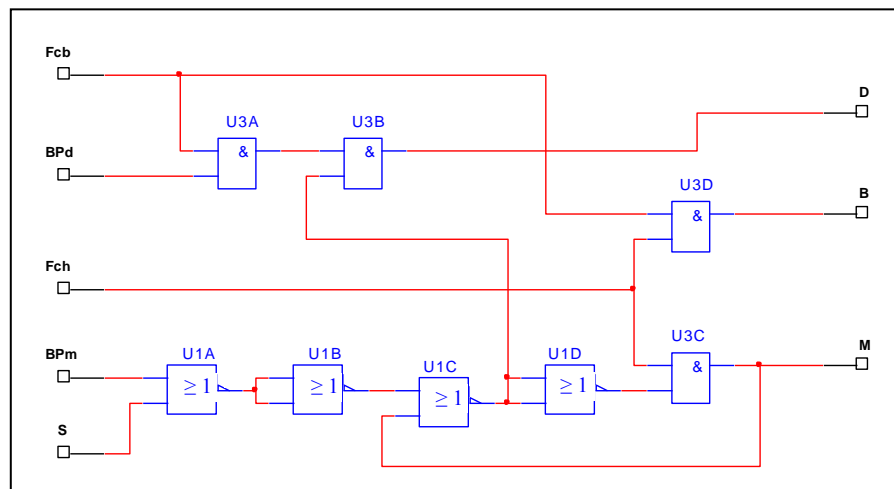 Fcb
D
U3A
U3B
&
&
BPd
U3D
B
&
Fch
U3C
M
BPm
U1A
U1B
U1C
U1D
&
≥ 1
≥ 1
≥ 1
≥ 1
S